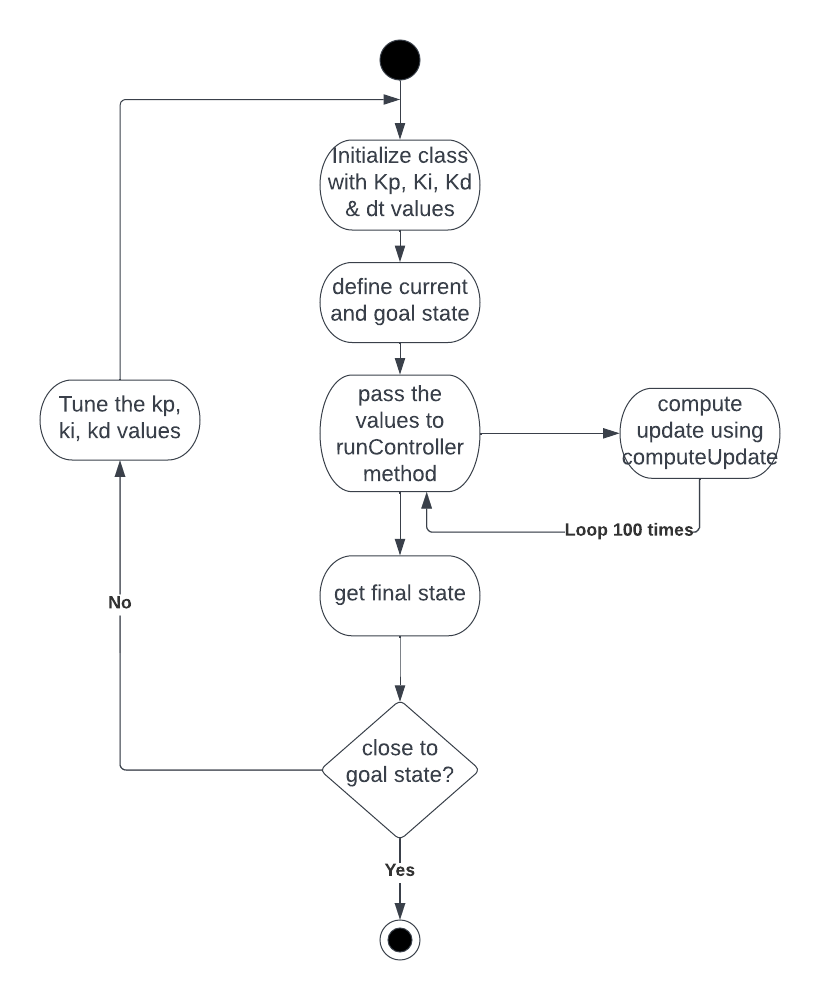 Initialize class
with Kp, Ki, Kd
& dt values
define current
and goal state
pass the
values to
runController
method
compute
update using
computeUpdate
Loop 100 times
Tune the kp,
ki, kd values
get final state
No
close to
goal state?
Yes